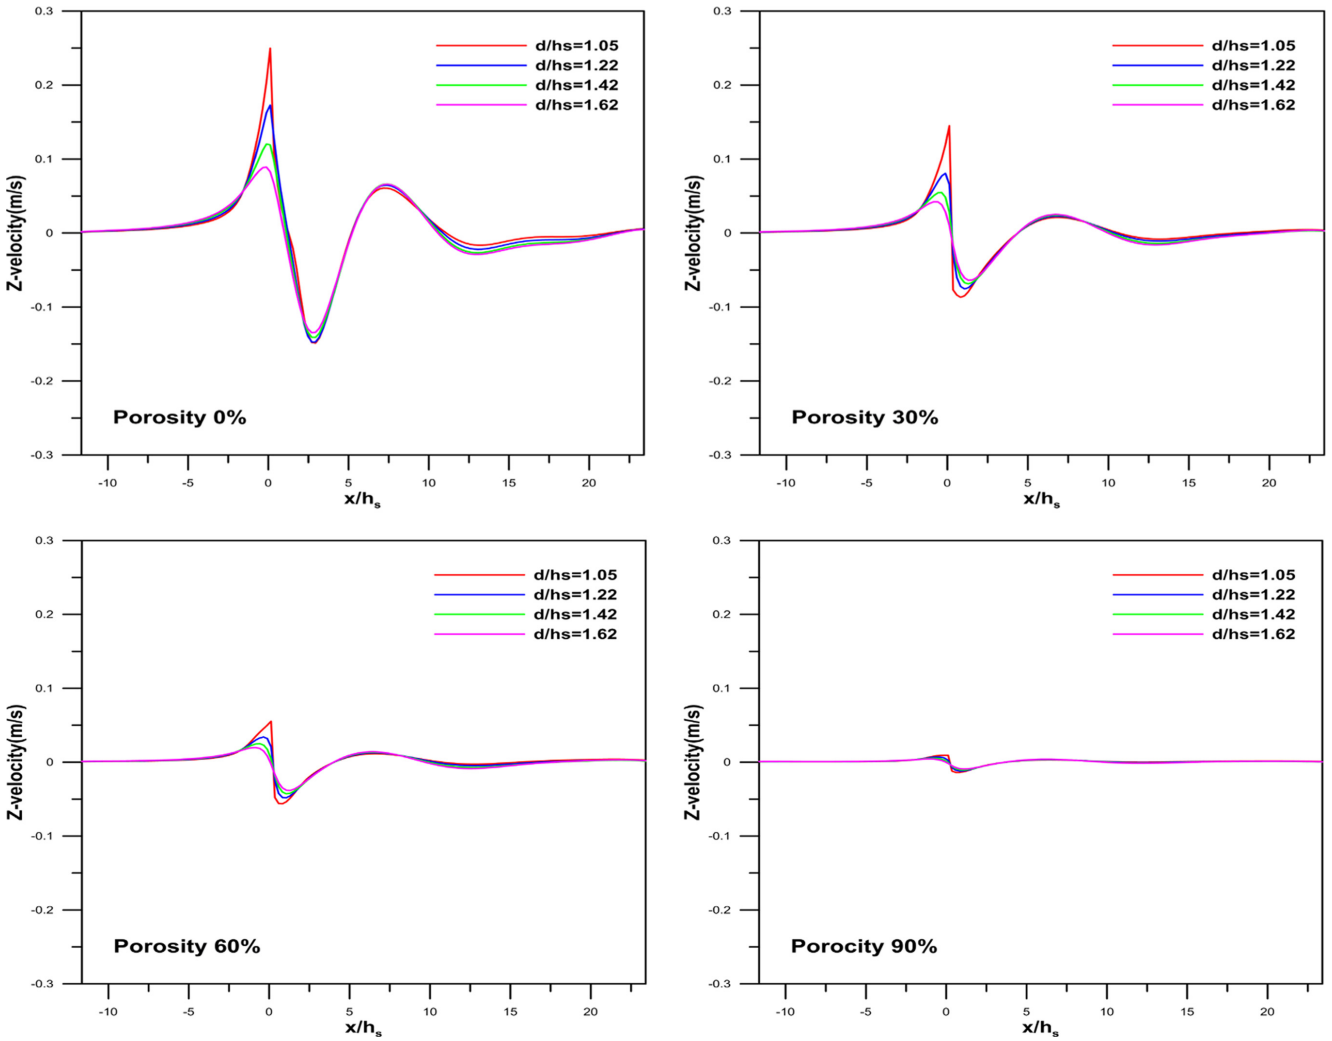 0.3
0.2
0.1
0
-0.1
-0.2
-0.3
Z-velocity(m/s)
d/hs=1.05
d/hs=1.22
d/hs=1.42
d/hs=1.62
Porosity 0%
-10 -5 0 5 10 15 20
x/hs
0.3
0.2
0.1
0
-0.1
-0.2
-0.3
Z-velocity(m/s)
d/hs=1.05
d/hs=1.22
d/hs=1.42
d/hs=1.62
Porosity 30%
-10 -5 0 5 10 15 20
x/hs
0.3
0.2
0.1
0
-0.1
-0.2
-0.3
Z-velocity(m/s)
d/hs=1.05
d/hs=1.22
d/hs=1.42
d/hs=1.62
Porosity 60%
-10 -5 0 5 10 15 20
x/hs
0.3
0.2
0.1
0
-0.1
-0.2
-0.3
Z-velocity(m/s)
d/hs=1.05
d/hs=1.22
d/hs=1.42
d/hs=1.62
Porocity 90%
-10 -5 0 5 10 15 20
x/hs